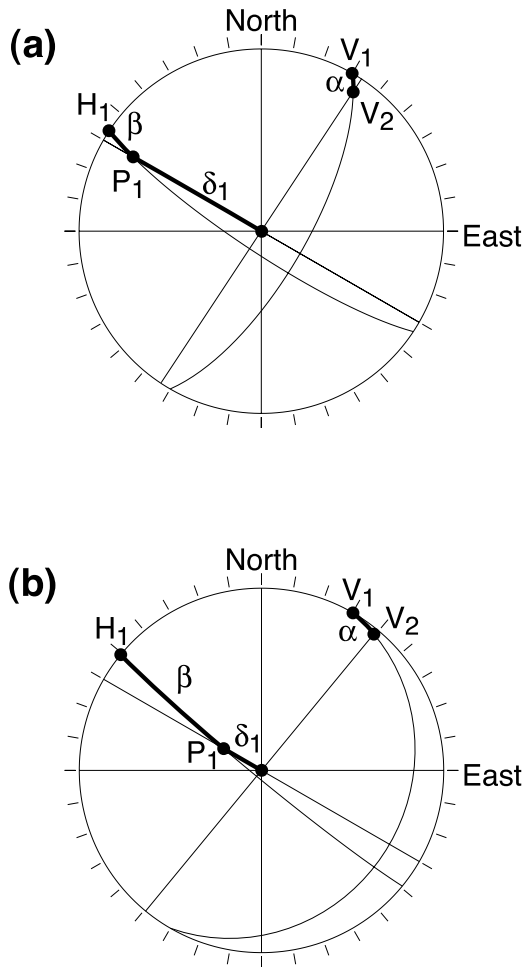 (a)
North
V₁
α
V₂
H₁
β
P₁
δ₁
East
(b)
North
V₁
V₂
α
H₁
β
P₁
δ₁
East